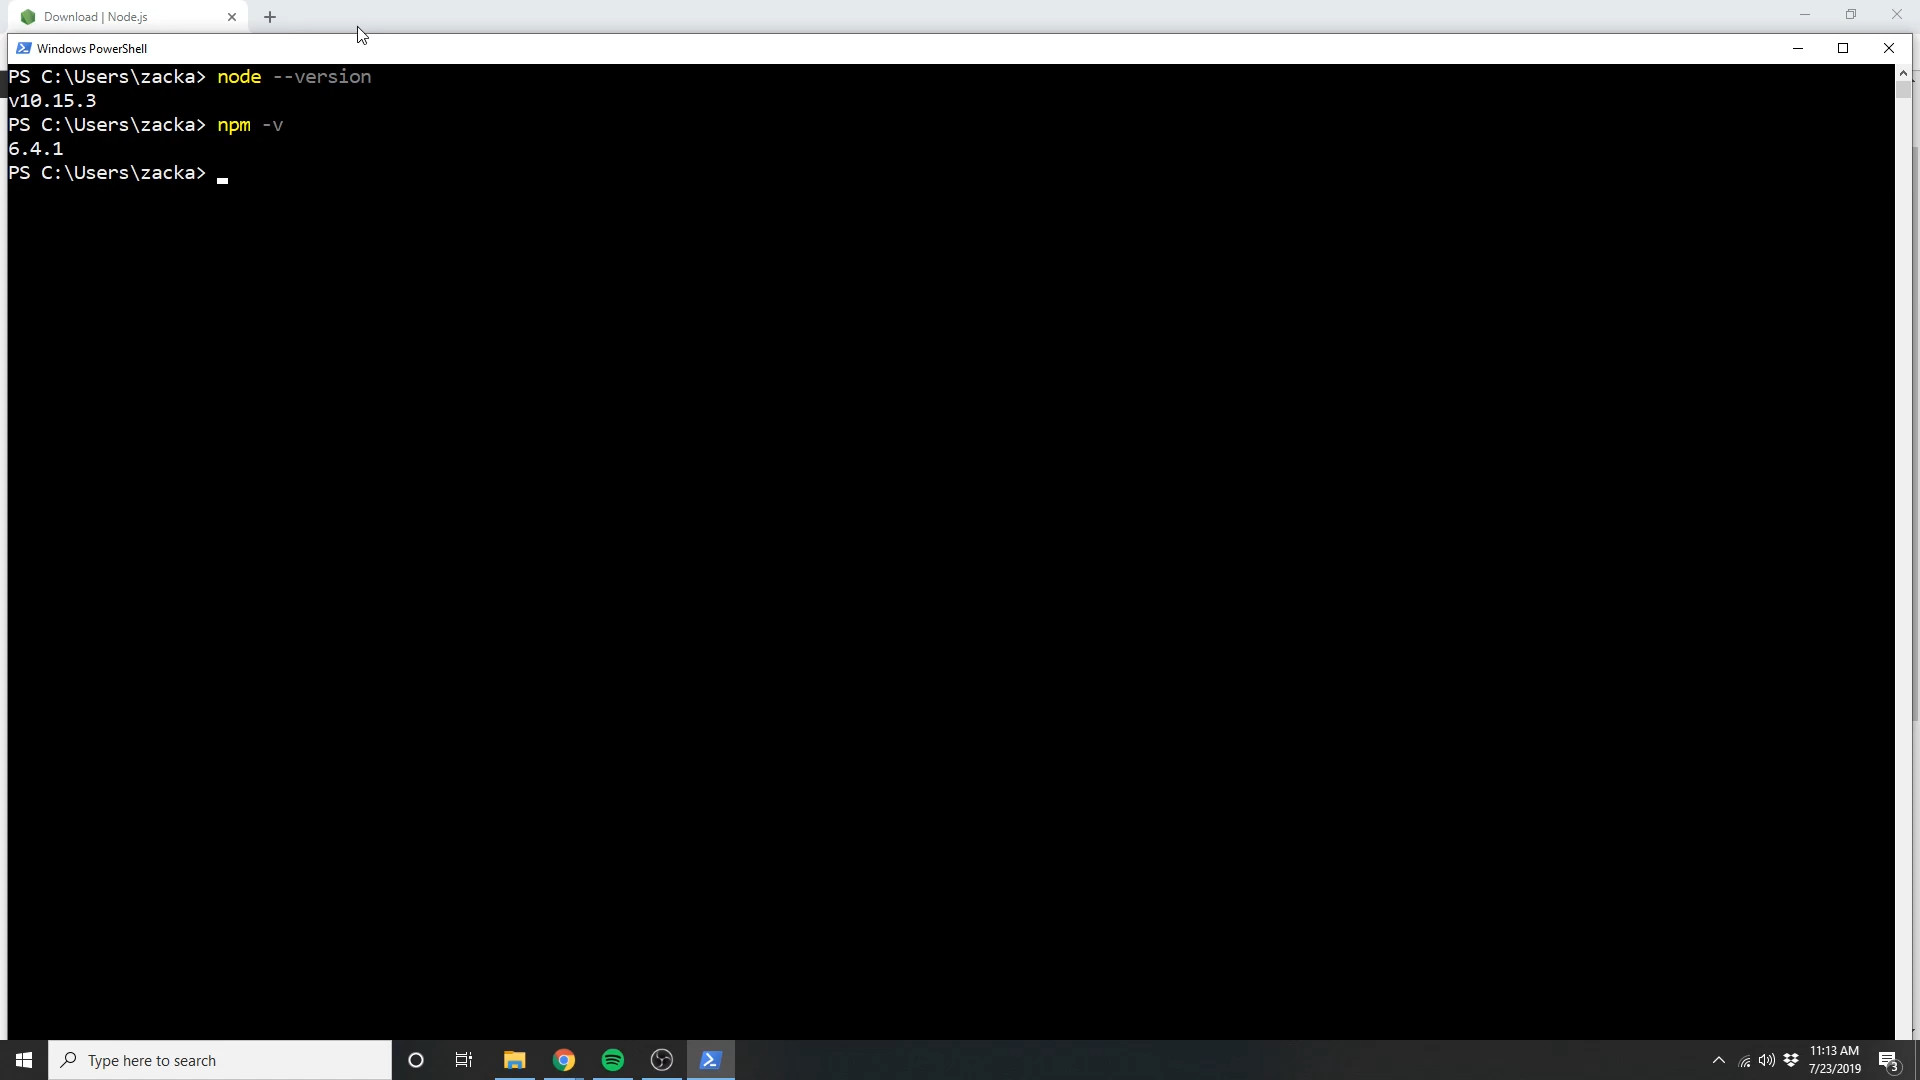 Download | Node.js
Windows PowerShell
PS C:\Users\zacka> node --version
v10.15.3
PS C:\Users\zacka> npm -v
6.4.1
PS C:\Users\zacka>
Type here to search
11:13 AM
7/23/2019
3